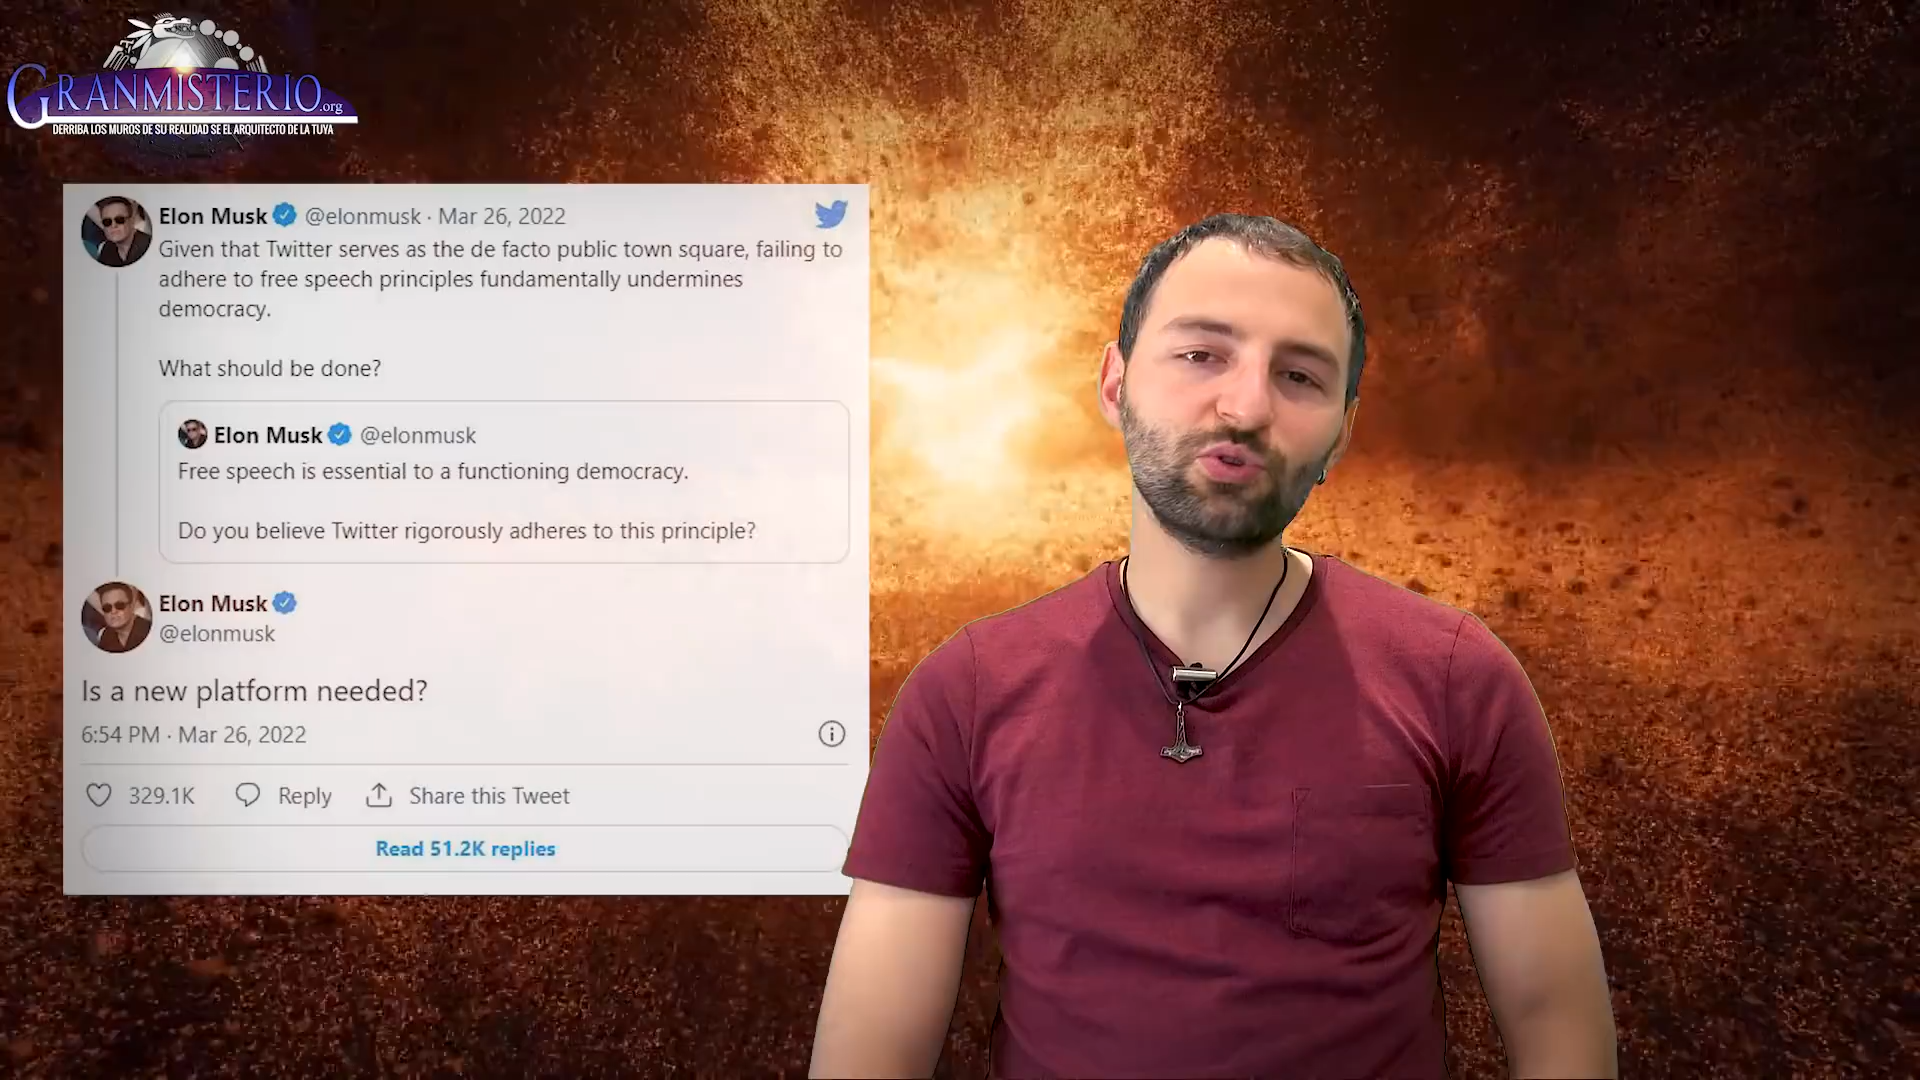 GRANMISTERIO.org
DERRIBA LOS MUROS DE SU REALIDAD SE EL ARQUITECTO DE LA TUYA
Elon Musk @elonmusk · Mar 26, 2022
Given that Twitter serves as the de facto public town square, failing to
adhere to free speech principles fundamentally undermines
democracy.
What should be done?
Elon Musk @elonmusk
Free speech is essential to a functioning democracy.
Do you believe Twitter rigorously adheres to this principle?
Elon Musk
@elonmusk
Is a new platform needed?
6:54 PM · Mar 26, 2022
329.1K Reply Share this Tweet
Read 51.2K replies